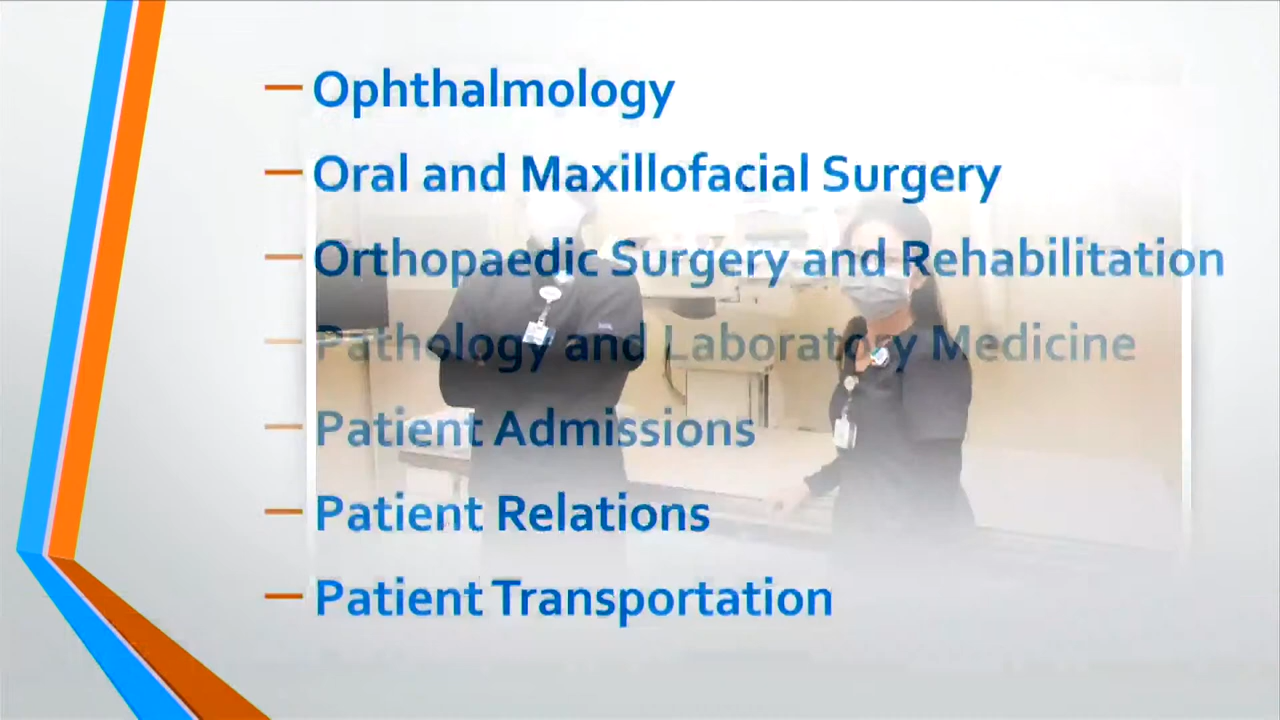 — Ophthalmology
— Oral and Maxillofacial Surgery
— Orthopaedic Surgery and Rehabilitation
— Pathology and Laboratory Medicine
— Patient Admissions
— Patient Relations
— Patient Transportation